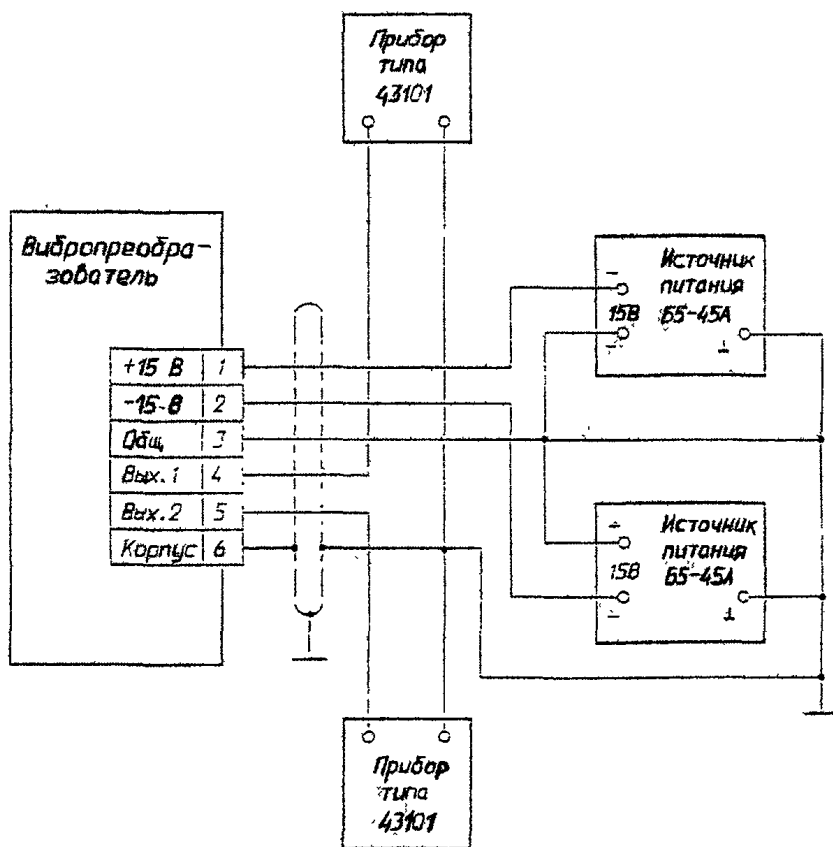 Прибор
типа
43101
Вибропреобра-
зователь
+15 В 1
-15-В 2
Общ 3
Вых.1 4
Вых.2 5
Корпус 6
Источник
питания
Б5-45А
15В
Источник
питания
Б5-45А
15В
Прибор
типа
43101